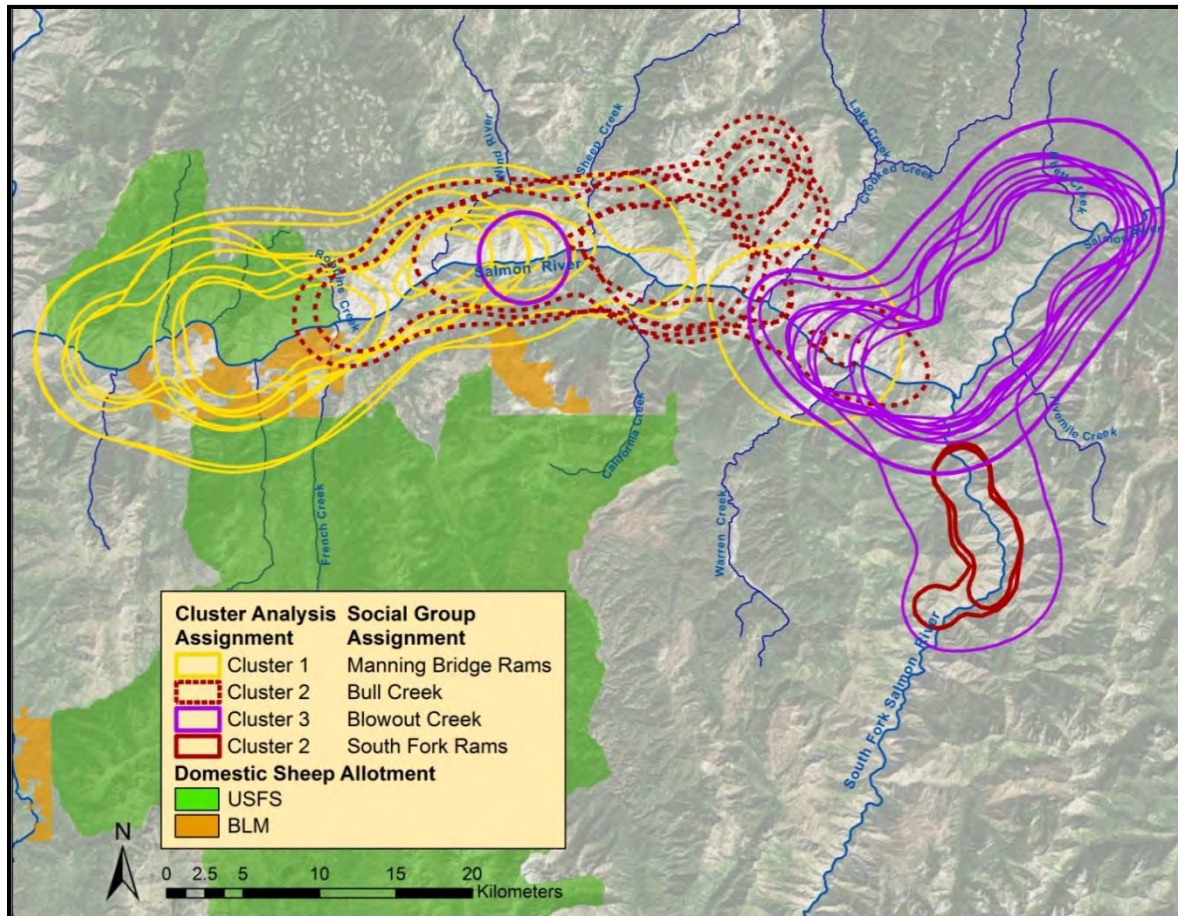 Wind River
Sheep Creek
Lake Creek
Crooked Creek
Salmon River
Salmon River
Robbins Creek
Fivemile Creek
California Creek
Warren Creek
French Creek
South Fork Salmon River
Cluster Analysis Assignment
Social Group Assignment
Cluster 1 Manning Bridge Rams
Cluster 2 Bull Creek
Cluster 3 Blowout Creek
Cluster 2 South Fork Rams
Domestic Sheep Allotment
USFS
BLM
N
0 2.5 5 10 15 20
Kilometers